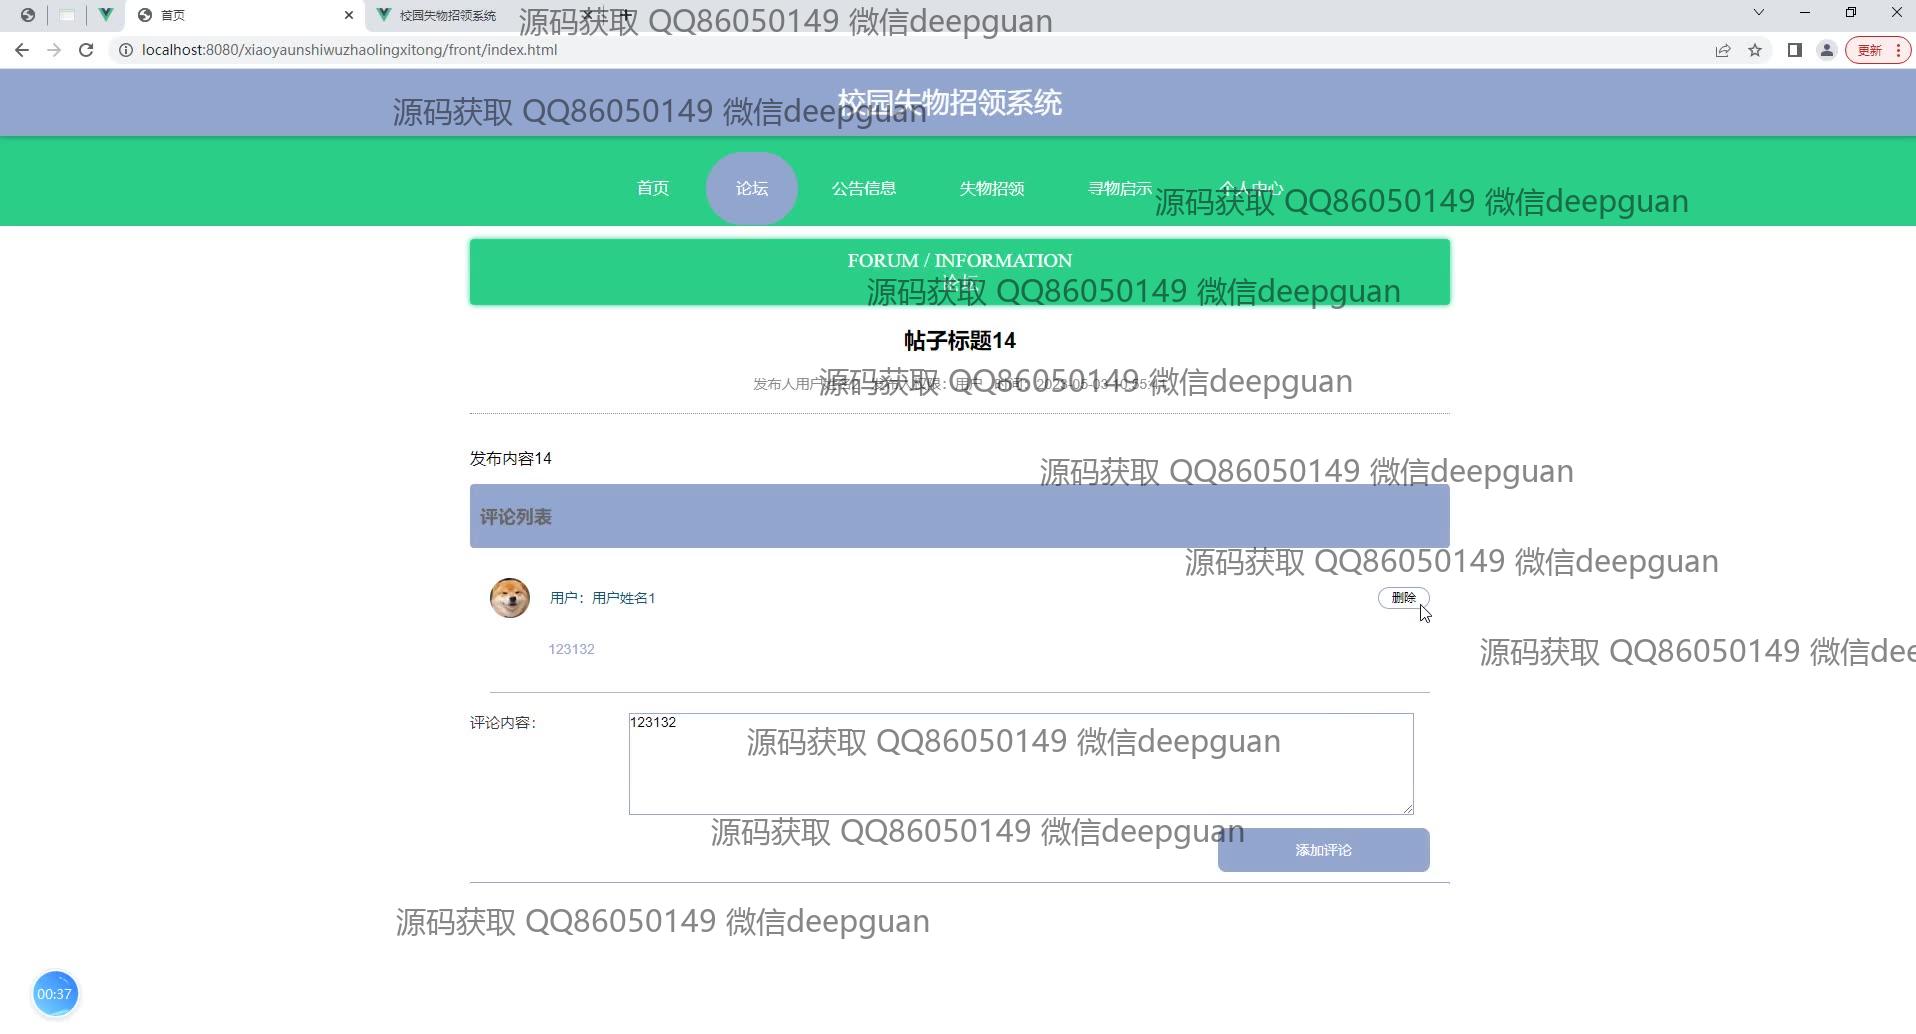 首页
校园失物招领系统
源码获取 QQ86050149 微信deepguan
localhost:8080/xiaoyaunshiwuzhaolingxitong/front/index.html
更新
校园失物招领系统
源码获取 QQ86050149 微信deepguan
首页
论坛
公告信息
失物招领
寻物启示
个人中心
源码获取 QQ86050149 微信deepguan
FORUM / INFORMATION
论坛
源码获取 QQ86050149 微信deepguan
帖子标题14
源码获取 QQ86050149 微信deepguan
发布内容14
源码获取 QQ86050149 微信deepguan
评论列表
源码获取 QQ86050149 微信deepguan
用户：用户姓名1
删除
123132
源码获取 QQ86050149 微信dee
评论内容：
123132
源码获取 QQ86050149 微信deepguan
源码获取 QQ86050149 微信deepguan
添加评论
源码获取 QQ86050149 微信deepguan
00:37